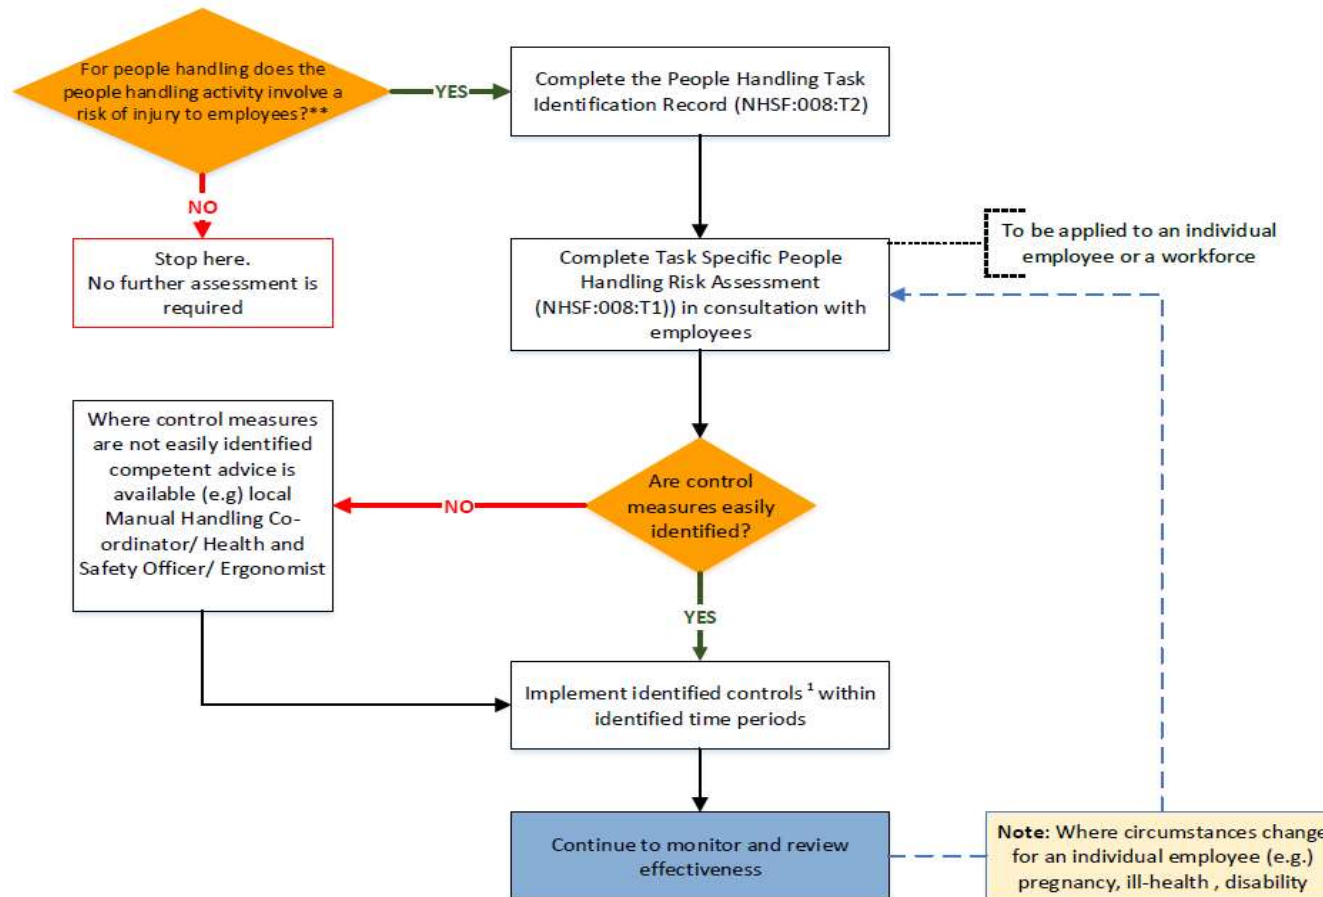 For people handling does the
people handling activity involve a
risk of injury to employees?**
YES
Complete the People Handling Task
Identification Record (NHSF:008:T2)
NO
Stop here.
No further assessment is
required
Complete Task Specific People
Handling Risk Assessment
(NHSF:008:T1)) in consultation with
employees
To be applied to an individual
employee or a workforce
Where control measures
are not easily identified
competent advice is
available (e.g) local
Manual Handling Co-
ordinator/ Health and
Safety Officer/ Ergonomist
NO
Are control
measures easily
identified?
YES
Implement identified controls ¹ within
identified time periods
Continue to monitor and review
effectiveness
Note: Where circumstances change
for an individual employee (e.g.)
pregnancy, ill-health , disability